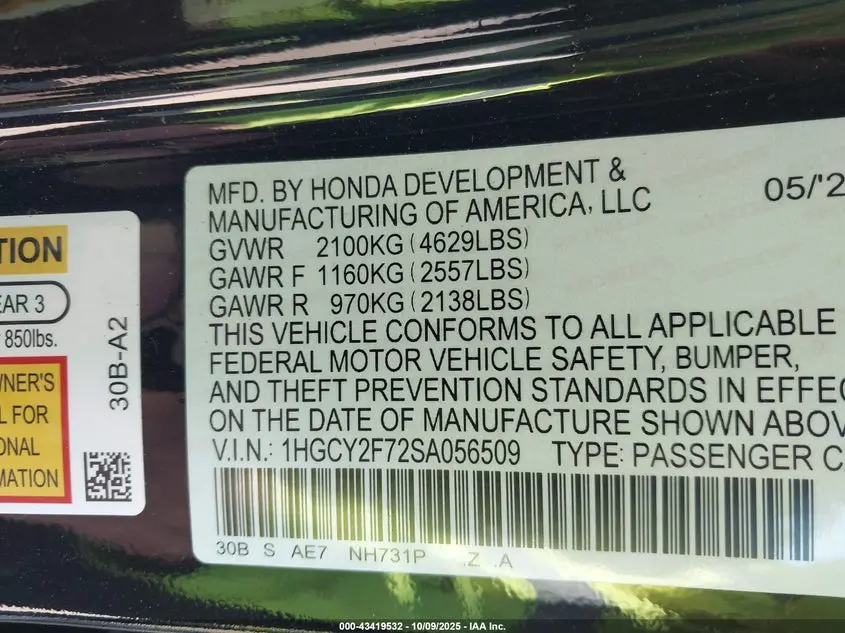 TION
EAR 3
850lbs.
WNER'S
L FOR
ONAL
MATION
30B-A2
MFD. BY HONDA DEVELOPMENT &
MANUFACTURING OF AMERICA, LLC
05/'2
GVWR 2100KG (4629LBS)
GAWR F 1160KG (2557LBS)
GAWR R 970KG (2138LBS)
THIS VEHICLE CONFORMS TO ALL APPLICABLE
FEDERAL MOTOR VEHICLE SAFETY, BUMPER,
AND THEFT PREVENTION STANDARDS IN EFFEC
ON THE DATE OF MANUFACTURE SHOWN ABOV
V.I.N.: 1HGCY2F72SA056509 TYPE: PASSENGER C
30B S AE7 NH731P .Z .A
000-43419532 - 10/09/2025 - IAA Inc.